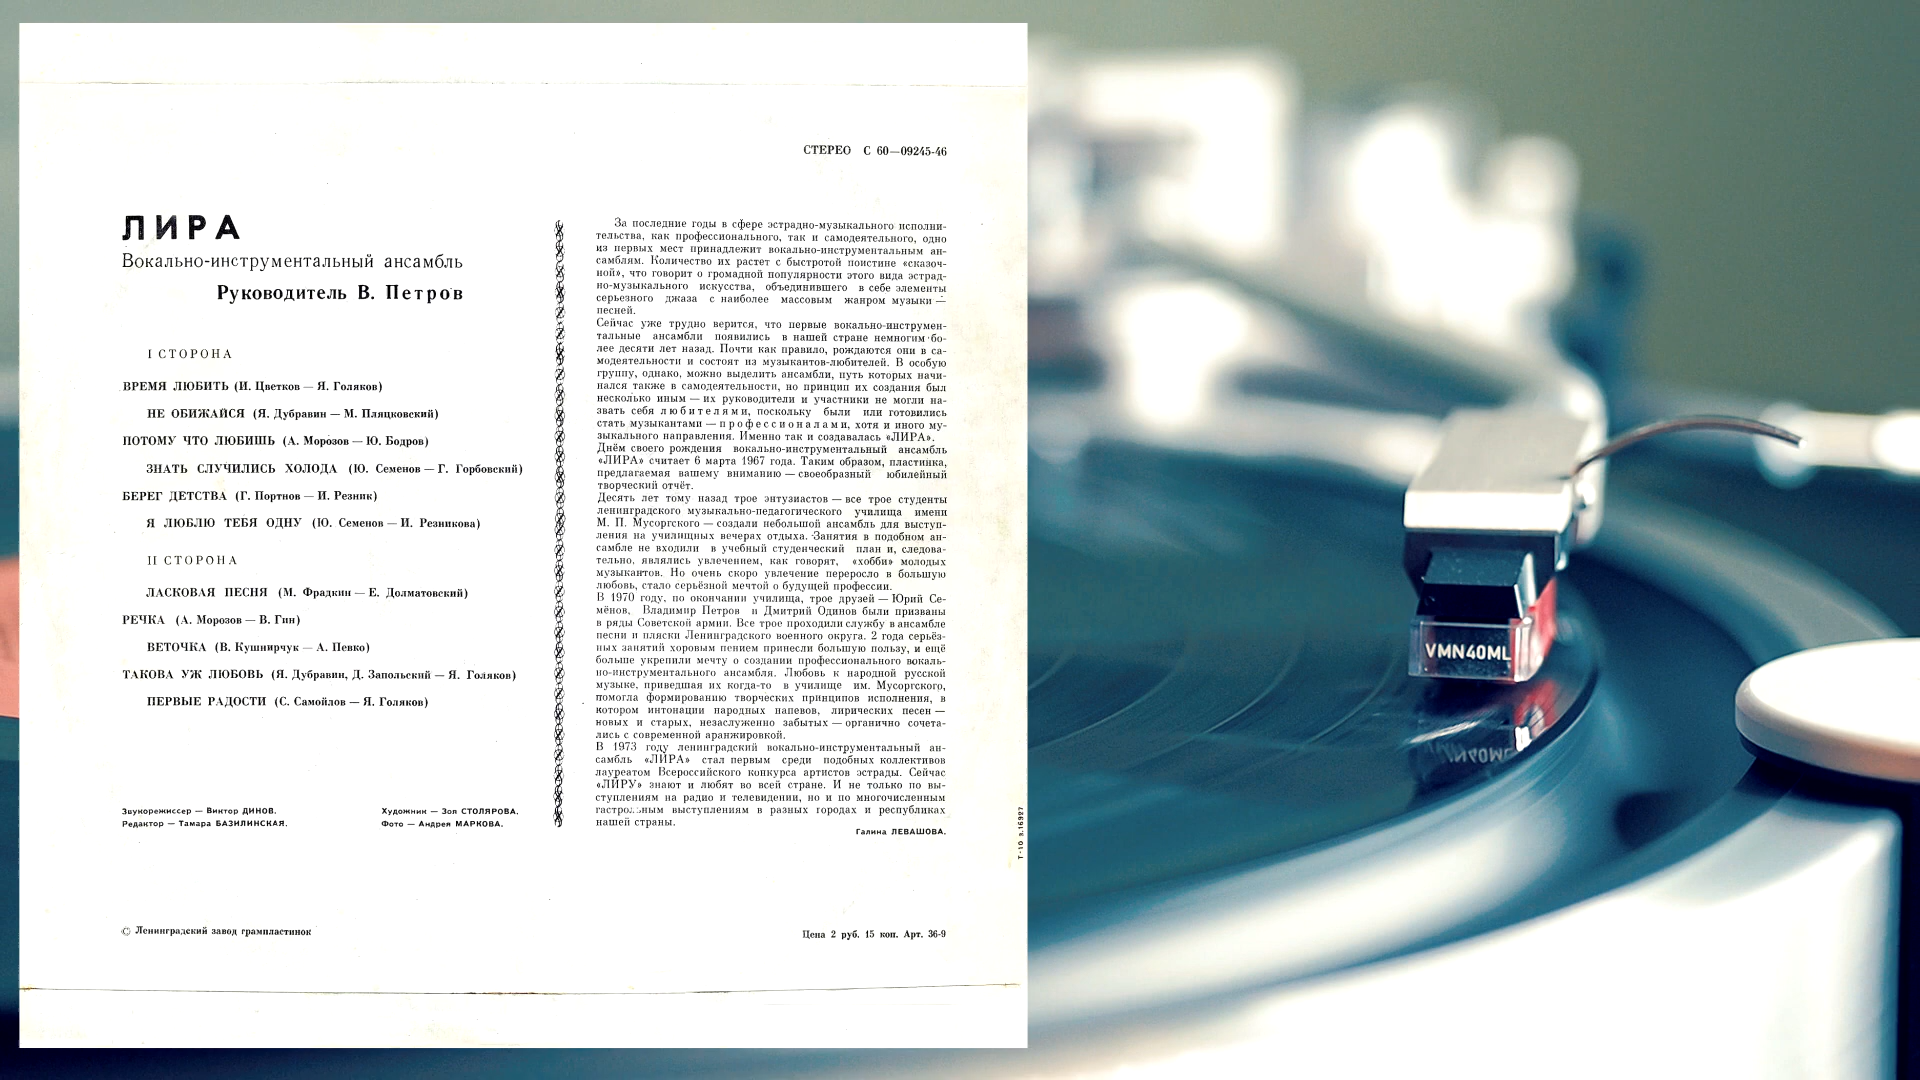 СТЕРЕО С 60—09245-46
ЛИРА
Вокально-инструментальный ансамбль
Руководитель В. Петров
I СТОРОНА
ВРЕМЯ ЛЮБИТЬ (И. Цветков — Я. Голяков)
НЕ ОБИЖАЙСЯ (Я. Дубравин — М. Пляцковский)
ПОТОМУ ЧТО ЛЮБИШЬ (А. Морозов — Ю. Бодров)
ЗНАТЬ СЛУЧИЛИСЬ ХОЛОДА (Ю. Семенов — Г. Горбовский)
БЕРЕГ ДЕТСТВА (Г. Портнов — И. Резник)
Я ЛЮБЛЮ ТЕБЯ ОДНУ (Ю. Семенов — И. Резникова)
II СТОРОНА
ЛАСКОВАЯ ПЕСНЯ (М. Фрадкин — Е. Долматовский)
РЕЧКА (А. Морозов — В. Гин)
ВЕТОЧКА (В. Кушнирчук — А. Певко)
ТАКОВА УЖ ЛЮБОВЬ (Я. Дубравин, Д. Запольский — Я. Голяков)
ПЕРВЫЕ РАДОСТИ (С. Самойлов — Я. Голяков)
Звукорежиссер — Виктор ДИНОВ.
Редактор — Тамара БАЗИЛИНСКАЯ.
Художник — Зоя СТОЛЯРОВА.
Фото — Андрея МАРКОВА.
За последние годы в сфере эстрадно-музыкального исполни-
тельства, как профессионального, так и самодеятельного, одно
из первых мест принадлежит вокально-инструментальным ан-
самблям. Количество их растет с быстротой поистине «сказоч-
ной», что говорит о громадной популярности этого вида эстрад-
но-музыкального искусства, объединившего в себе элементы
серьезного джаза с наиболее массовым жанром музыки —
песней.
Сейчас уже трудно верится, что первые вокально-инструмен-
тальные ансамбли появились в нашей стране немногим бо-
лее десяти лет назад. Почти как правило, рождаются они в са-
модеятельности и состоят из музыкантов-любителей. В особую
группу, однако, можно выделить ансамбли, путь которых начи-
нался также в самодеятельности, но принцип их создания был
несколько иным — их руководители и участники не могли на-
звать себя любителями, поскольку были или готовились
стать музыкантами — профессионалами, хотя и иного му-
зыкального направления. Именно так и создавалась «ЛИРА».
Днём своего рождения вокально-инструментальный ансамбль
«ЛИРА» считает 6 марта 1967 года. Таким образом, пластинка,
предлагаемая вашему вниманию — своеобразный юбилейный
творческий отчёт.
Десять лет тому назад трое энтузиастов — все трое студенты
ленинградского музыкально-педагогического училища имени
М. П. Мусоргского — создали небольшой ансамбль для выступ-
ления на училищных вечерах отдыха. Занятия в подобном ан-
самбле не входили в учебный студенческий план и, следова-
тельно, являлись увлечением, как говорят, «хобби» молодых
музыкантов. Но очень скоро увлечение переросло в большую
любовь, стало серьёзной мечтой о будущей профессии.
В 1970 году, по окончании училища, трое друзей — Юрий Се-
мёнов, Владимир Петров и Дмитрий Одинов были призваны
в ряды Советской армии. Все трое проходили службу в ансамбле
песни и пляски Ленинградского военного округа. 2 года серьёз-
ных занятий хоровым пением принесли большую пользу, и ещё
больше укрепили мечту о создании профессионального вокаль-
но-инструментального ансамбля. Любовь к народной русской
музыке, приведшая их когда-то в училище им. Мусоргского,
помогла формированию творческих принципов исполнения, в
котором интонации народных напевов, лирических песен —
новых и старых, незаслуженно забытых — органично сочета-
лись с современной аранжировкой.
В 1973 году ленинградский вокально-инструментальный ан-
самбль «ЛИРА» стал первым среди подобных коллективов
лауреатом Всероссийского конкурса артистов эстрады. Сейчас
«ЛИРУ» знают и любят во всей стране. И не только по вы-
ступлениям на радио и телевидении, но и по многочисленным
гастрольным выступлениям в разных городах и республиках
нашей страны.
Галина ЛЕВАШОВА.
Т-10 з.16927
© Ленинградский завод грампластинок
Цена 2 руб. 15 коп. Арт. 36-9
VMN40ML